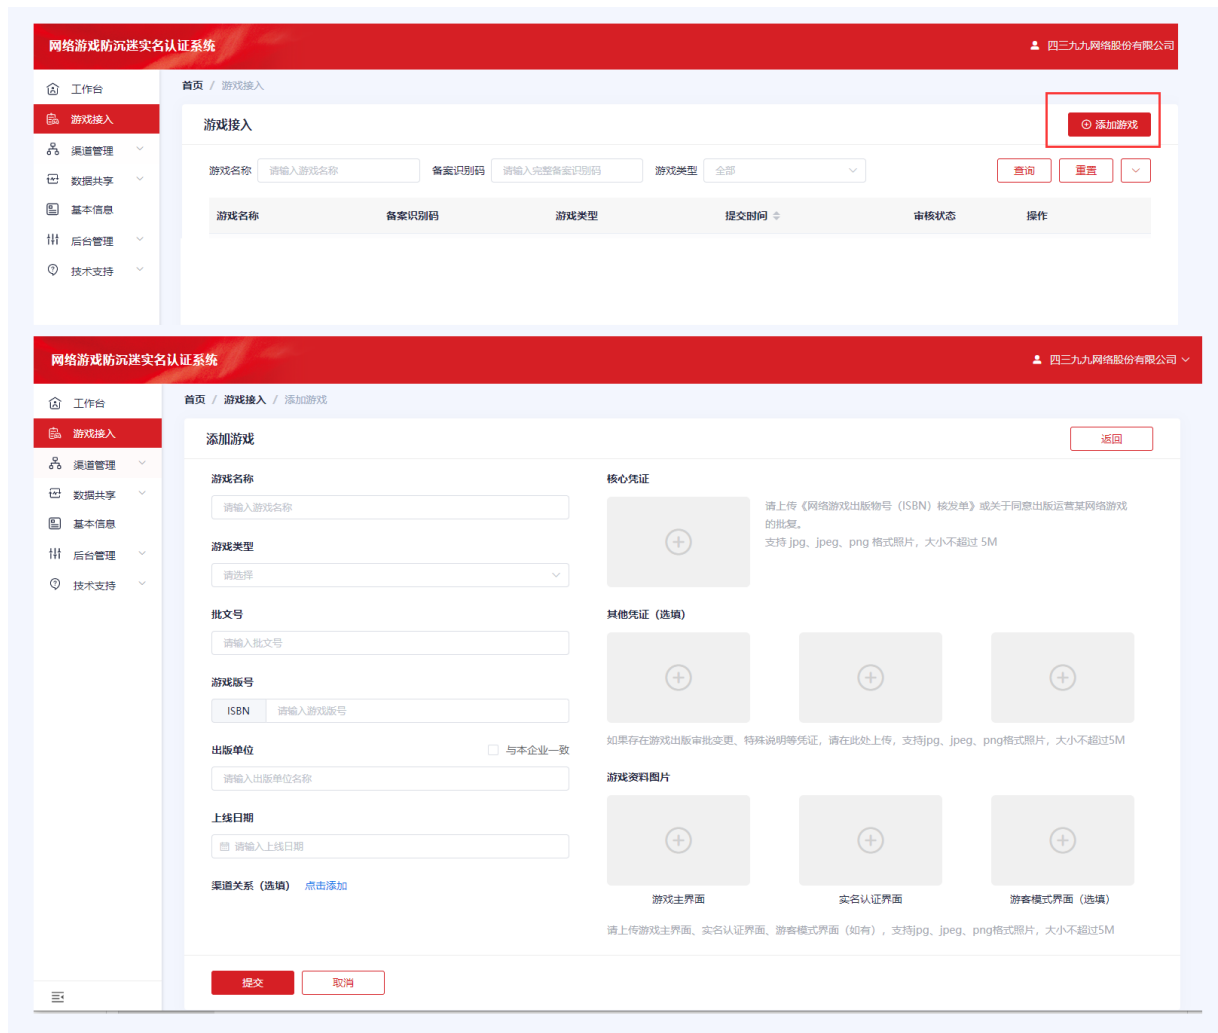 网络游戏防沉迷实名认证系统
四三九九网络股份有限公司
工作台
首页 / 游戏接入
游戏接入
游戏接入
添加游戏
渠道管理
游戏名称 请输入游戏名称 备案识别码 请输入完整备案识别码 游戏类型 全部 查询 重置
数据共享
基本信息
游戏名称 备案识别码 游戏类型 提交时间 审核状态 操作
后台管理
技术支持
网络游戏防沉迷实名认证系统
四三九九网络股份有限公司
工作台
首页 / 游戏接入 / 添加游戏
游戏接入
添加游戏
返回
渠道管理
数据共享
基本信息
后台管理
技术支持
游戏名称
请输入游戏名称
游戏类型
请选择
批文号
请输入批文号
游戏版号
ISBN 请输入游戏版号
出版单位 与本企业一致
请输入出版单位名称
上线日期
请输入上线日期
渠道关系（选填） 点击添加
核心凭证
请上传《网络游戏出版物号（ISBN）核发单》或关于同意出版运营某网络游戏
的批复。
支持 jpg、jpeg、png 格式照片，大小不超过 5M
其他凭证（选填）
如果存在游戏出版审批变更、特殊说明等凭证，请在此处上传，支持jpg、jpeg、png格式照片，大小不超过5M
游戏资料图片
游戏主界面 实名认证界面 游客模式界面（选填）
请上传游戏主界面、实名认证界面、游客模式界面（如有），支持jpg、jpeg、png格式照片，大小不超过5M
提交 取消